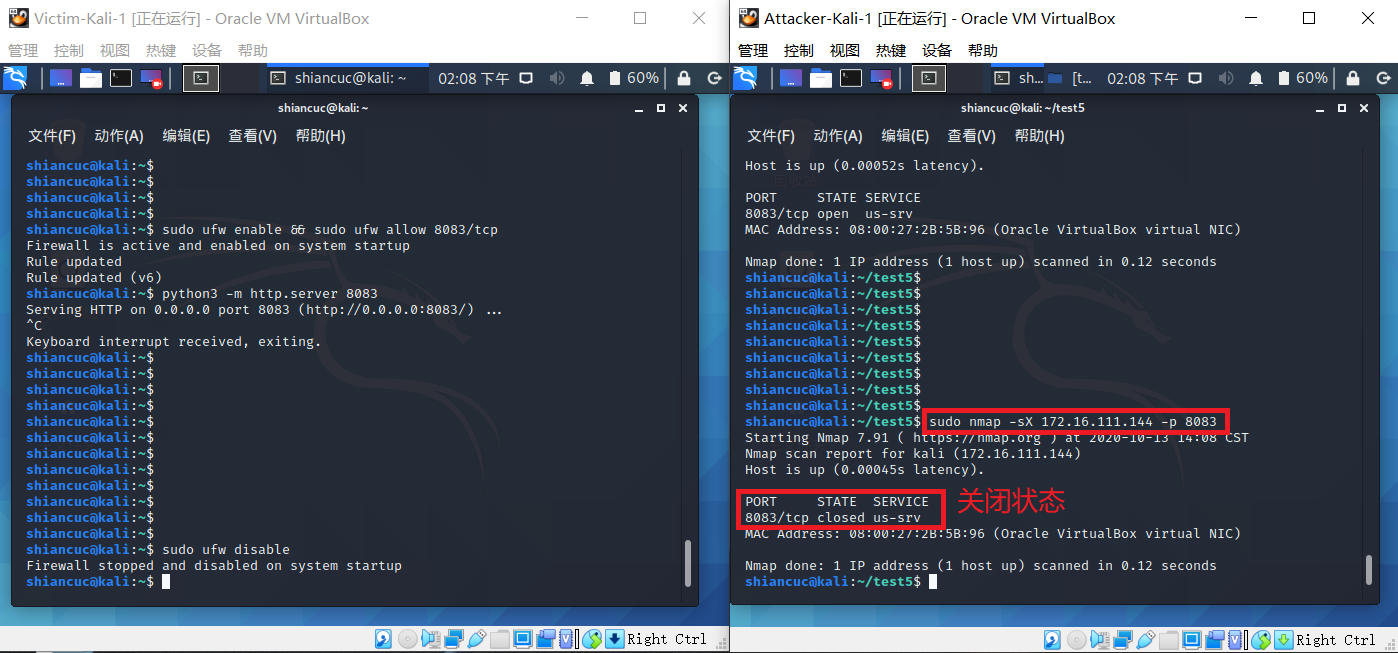 Victim-Kali-1 [正在运行] - Oracle VM VirtualBox
管理 控制 视图 热键 设备 帮助
shiancuc@kali: ~ 02:08 下午 60%
shiancuc@kali:~
文件(F) 动作(A) 编辑(E) 查看(V) 帮助(H)
shiancuc@kali:~$
shiancuc@kali:~$
shiancuc@kali:~$
shiancuc@kali:~$
shiancuc@kali:~$ sudo ufw enable && sudo ufw allow 8083/tcp
Firewall is active and enabled on system startup
Rule updated
Rule updated (v6)
shiancuc@kali:~$ python3 -m http.server 8083
Serving HTTP on 0.0.0.0 port 8083 (http://0.0.0.0:8083/) ...
^C
Keyboard interrupt received, exiting.
shiancuc@kali:~$
shiancuc@kali:~$
shiancuc@kali:~$
shiancuc@kali:~$
shiancuc@kali:~$
shiancuc@kali:~$
shiancuc@kali:~$
shiancuc@kali:~$
shiancuc@kali:~$
shiancuc@kali:~$
shiancuc@kali:~$
shiancuc@kali:~$
shiancuc@kali:~$ sudo ufw disable
Firewall stopped and disabled on system startup
shiancuc@kali:~$
Right Ctrl
Attacker-Kali-1 [正在运行] - Oracle VM VirtualBox
管理 控制 视图 热键 设备 帮助
sh... [t... 02:08 下午 60%
shiancuc@kali:~/test5
文件(F) 动作(A) 编辑(E) 查看(V) 帮助(H)
Host is up (0.00052s latency).
PORT STATE SERVICE
8083/tcp open us-srv
MAC Address: 08:00:27:2B:5B:96 (Oracle VirtualBox virtual NIC)
Nmap done: 1 IP address (1 host up) scanned in 0.12 seconds
shiancuc@kali:~/test5$
shiancuc@kali:~/test5$
shiancuc@kali:~/test5$
shiancuc@kali:~/test5$
shiancuc@kali:~/test5$
shiancuc@kali:~/test5$
shiancuc@kali:~/test5$
shiancuc@kali:~/test5$
shiancuc@kali:~/test5$
shiancuc@kali:~/test5$ sudo nmap -sX 172.16.111.144 -p 8083
Starting Nmap 7.91 ( https://nmap.org ) at 2020-10-13 14:08 CST
Nmap scan report for kali (172.16.111.144)
Host is up (0.00045s latency).
PORT STATE SERVICE
关闭状态
8083/tcp closed us-srv
MAC Address: 08:00:27:2B:5B:96 (Oracle VirtualBox virtual NIC)
Nmap done: 1 IP address (1 host up) scanned in 0.12 seconds
shiancuc@kali:~/test5$
Right Ctrl